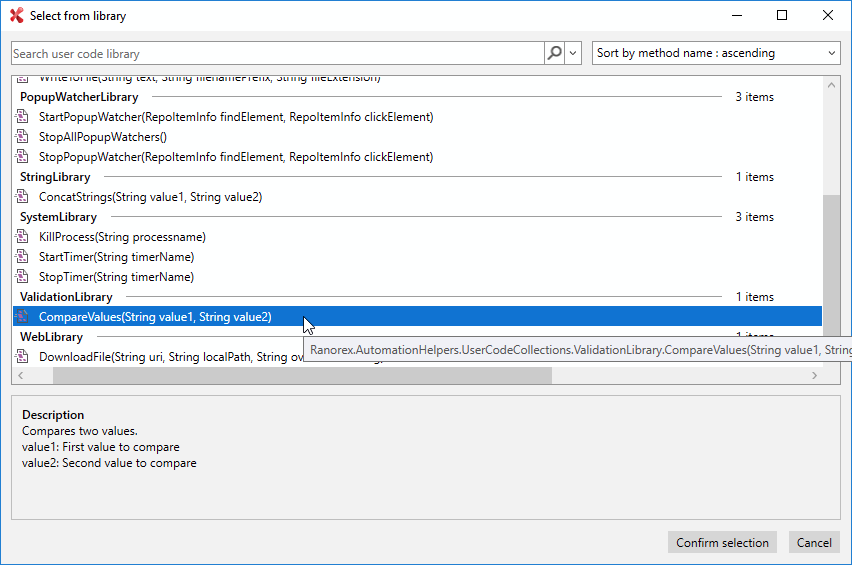 Select from library
Search user code library
Sort by method name : ascending
WriteToFile(String text, String filenamePrefix, String fileExtension)
PopupWatcherLibrary 3 items
StartPopupWatcher(RepoItemInfo findElement, RepoItemInfo clickElement)
StopAllPopupWatchers()
StopPopupWatcher(RepoItemInfo findElement, RepoItemInfo clickElement)
StringLibrary 1 items
ConcatStrings(String value1, String value2)
SystemLibrary 3 items
KillProcess(String processname)
StartTimer(String timerName)
StopTimer(String timerName)
ValidationLibrary 1 items
CompareValues(String value1, String value2)
WebLibrary 1 items
Ranorex.AutomationHelpers.UserCodeCollections.ValidationLibrary.CompareValues(String value1, String
DownloadFile(String uri, String localPath, String
Description
Compares two values.
value1: First value to compare
value2: Second value to compare
Confirm selection
Cancel